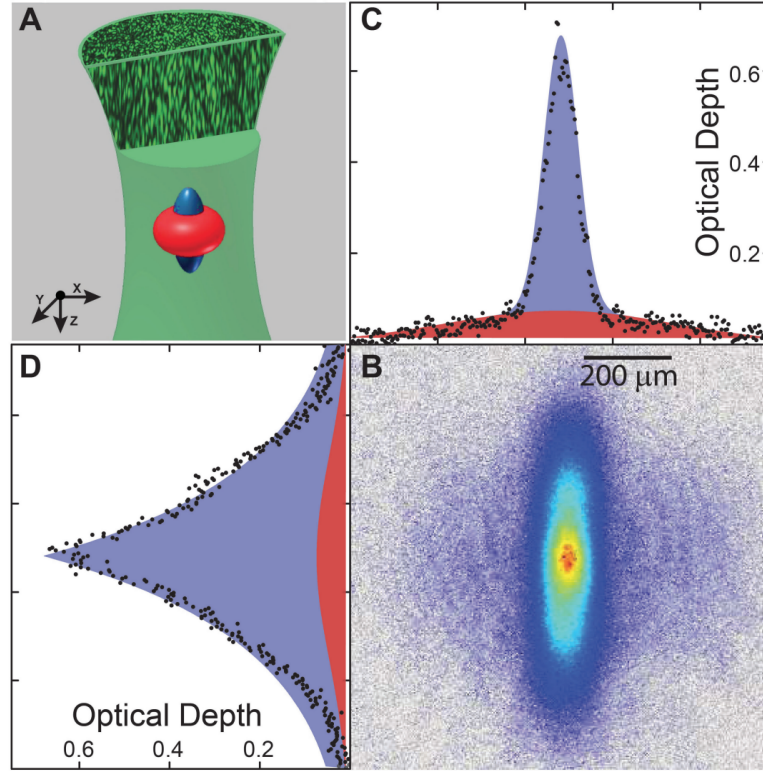 A
X
Y
Z
C
Optical Depth
0.6
0.4
0.2
D
Optical Depth
0.6 0.4 0.2
B
200 μm